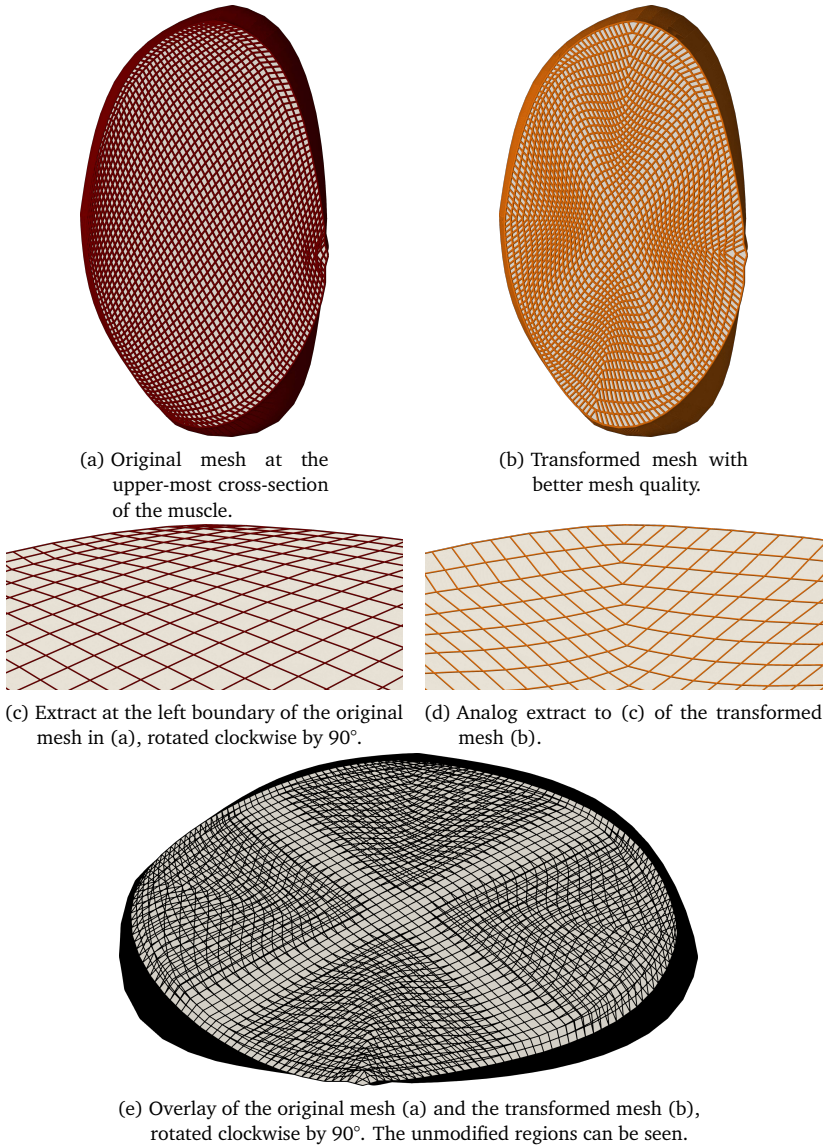 (a) Original mesh at the
upper-most cross-section
of the muscle.
(b) Transformed mesh with
better mesh quality.
(c) Extract at the left boundary of the original
mesh in (a), rotated clockwise by 90°.
(d) Analog extract to (c) of the transformed
mesh (b).
(e) Overlay of the original mesh (a) and the transformed mesh (b),
rotated clockwise by 90°. The unmodified regions can be seen.